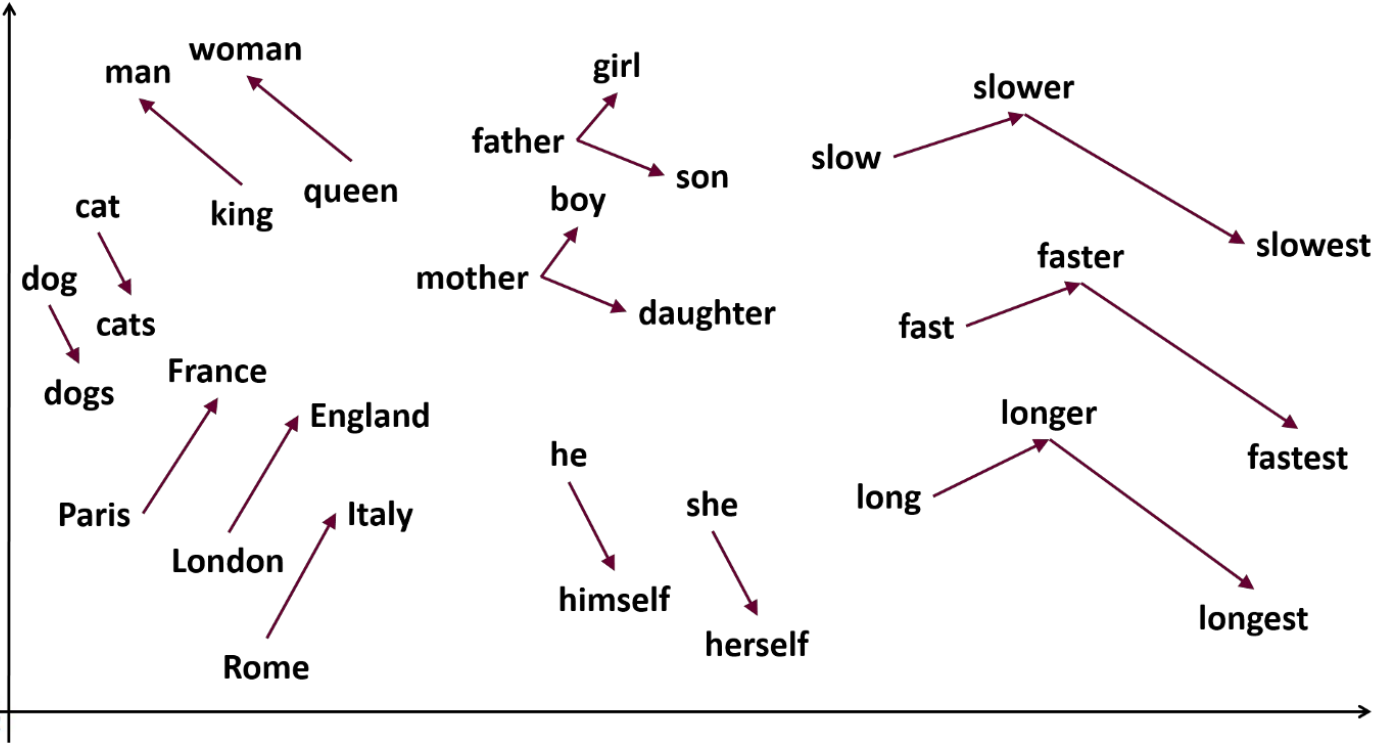 woman
man
girl
slower
father
slow
son
queen
boy
cat
king
slowest
faster
dog
mother
daughter
cats
fast
France
dogs
England
longer
he
fastest
long
she
Paris
Italy
London
himself
longest
herself
Rome